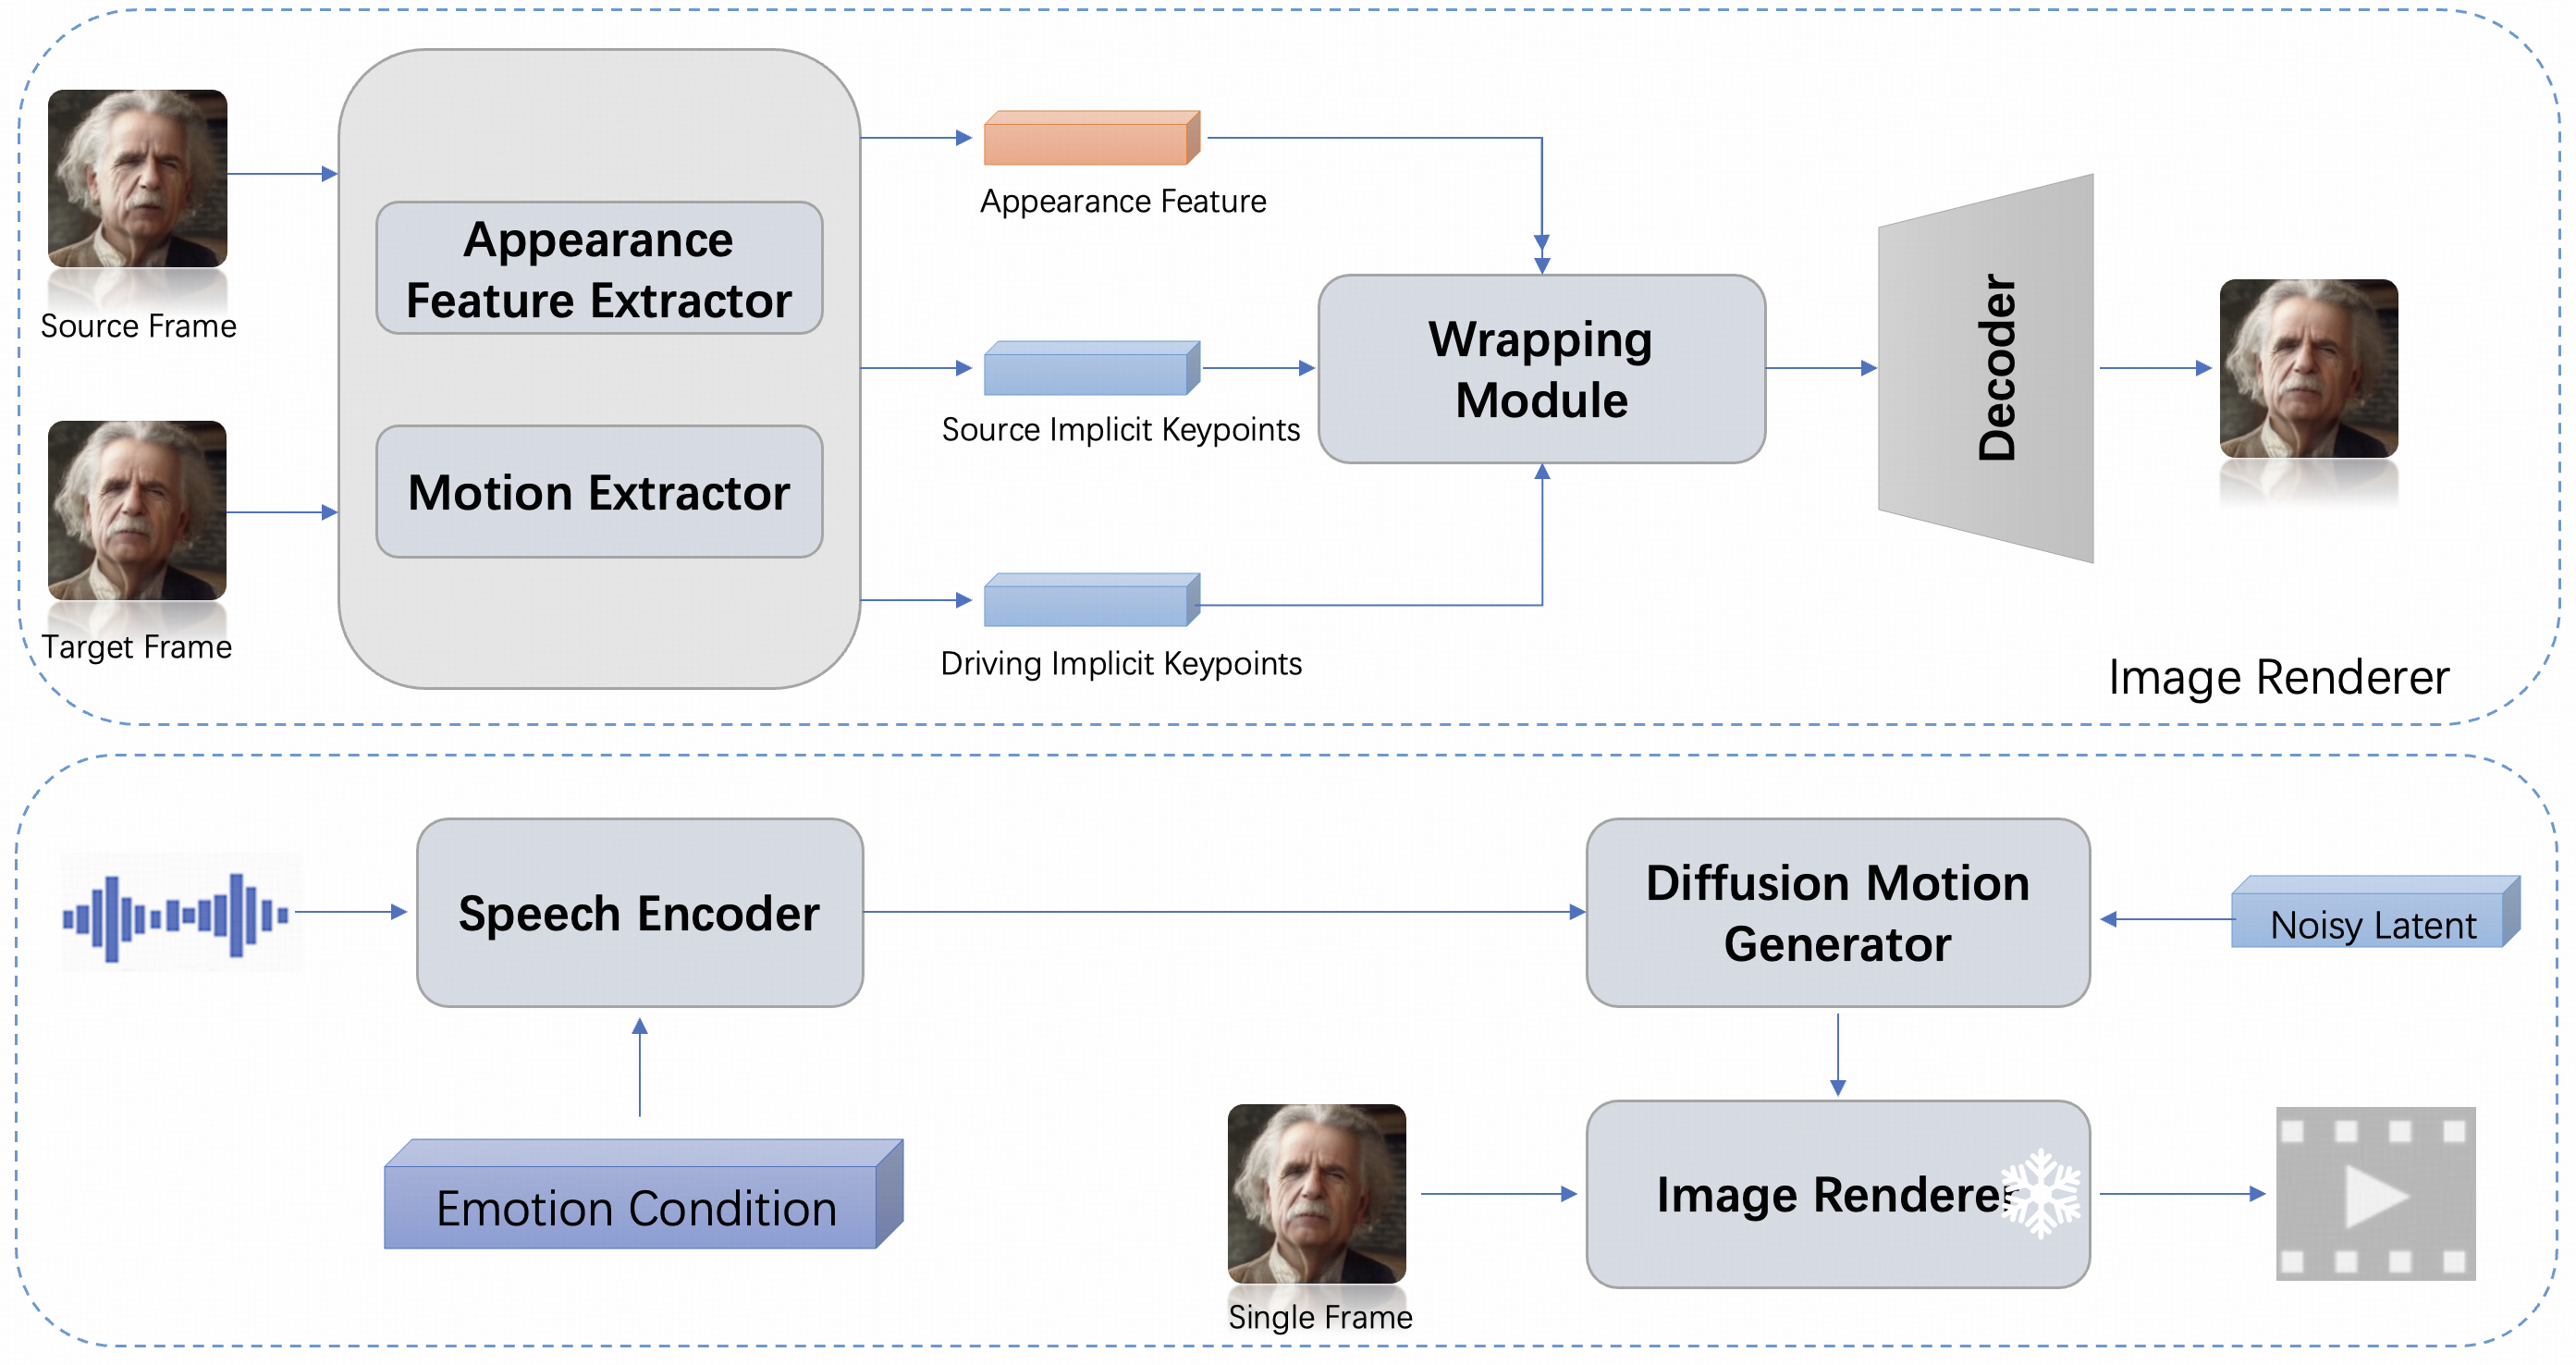 Source Frame
Target Frame
Appearance
Feature Extractor
Motion Extractor
Appearance Feature
Source Implicit Keypoints
Driving Implicit Keypoints
Wrapping
Module
Decoder
Image Renderer
Speech Encoder
Emotion Condition
Diffusion Motion
Generator
Noisy Latent
Single Frame
Image Renderer